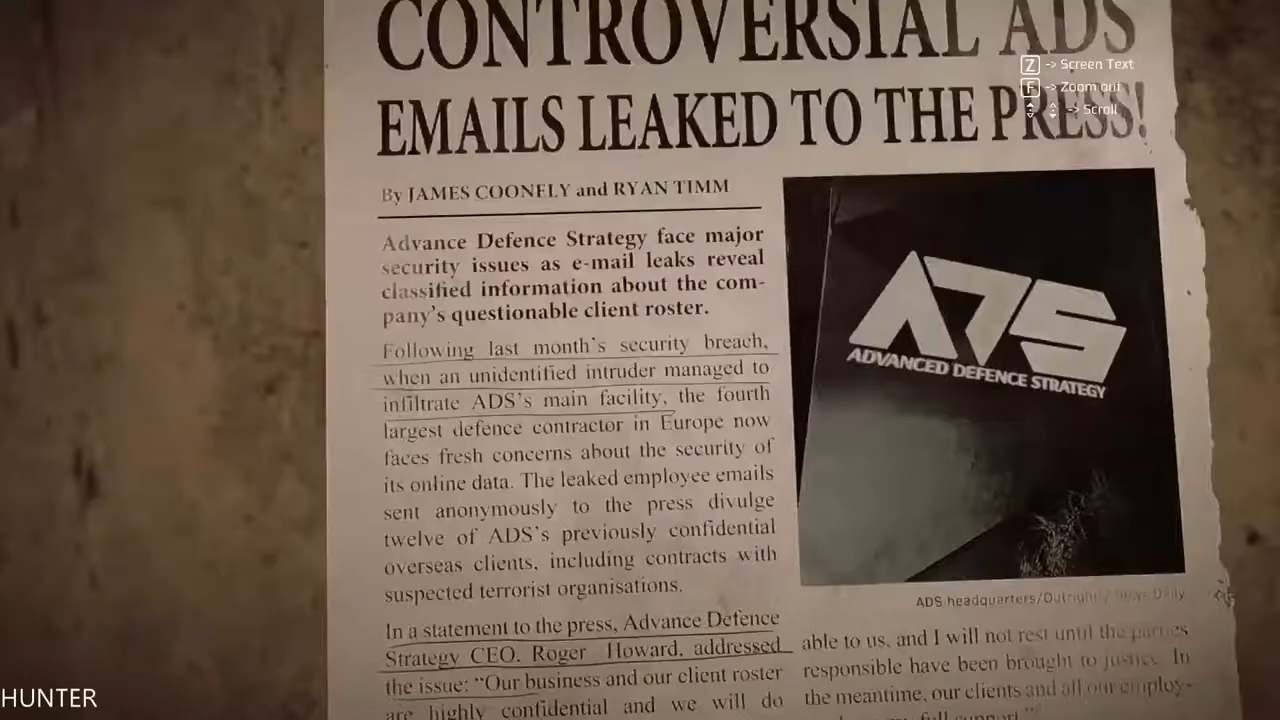 CONTROVERSIAL ADS
EMAILS LEAKED TO THE PRESS!
Z -> Screen Text
F -> Zoom out
-> Scroll
By JAMES COONELY and RYAN TIMM
Advance Defence Strategy face major
security issues as e-mail leaks reveal
classified information about the com-
pany's questionable client roster.
Following last month's security breach,
when an unidentified intruder managed to
infiltrate ADS's main facility, the fourth
largest defence contractor in Europe now
faces fresh concerns about the security of
its online data. The leaked employee emails
sent anonymously to the press divulge
twelve of ADS's previously confidential
overseas clients, including contracts with
suspected terrorist organisations.
In a statement to the press, Advance Defence
Strategy CEO, Roger Howard, addressed
the issue: "Our business and our client roster
are highly confidential and we will do
ADS
ADVANCED DEFENCE STRATEGY
ADS headquarters/Outright/ News Daily
able to us, and I will not rest until the parties
responsible have been brought to justice. In
the meantime, our clients and all our employ-
full support."
HUNTER